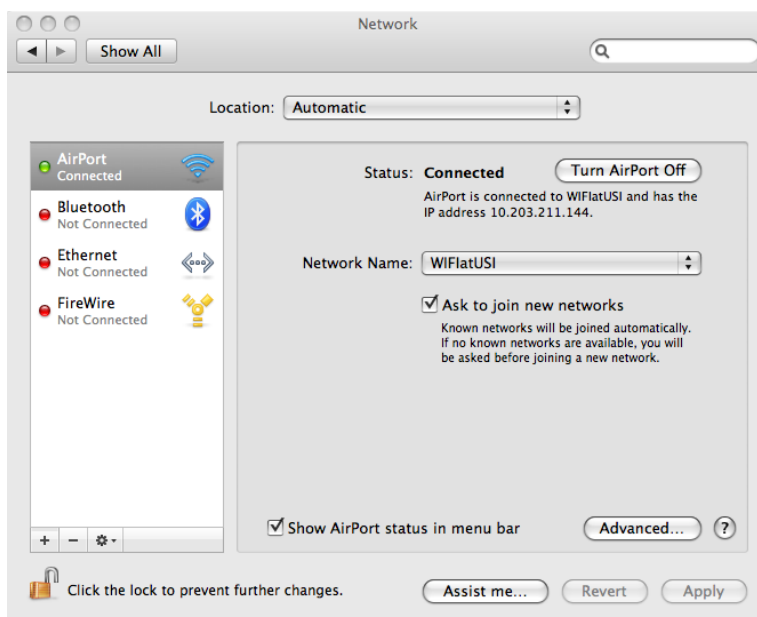 Network
Show All
Location: Automatic
AirPort
Connected
Bluetooth
Not Connected
Ethernet
Not Connected
FireWire
Not Connected
Status: Connected
Turn AirPort Off
AirPort is connected to WIFIatUSI and has the
IP address 10.203.211.144.
Network Name: WIFIatUSI
Ask to join new networks
Known networks will be joined automatically.
If no known networks are available, you will
be asked before joining a new network.
Show AirPort status in menu bar
Advanced...
?
Click the lock to prevent further changes.
Assist me...
Revert
Apply